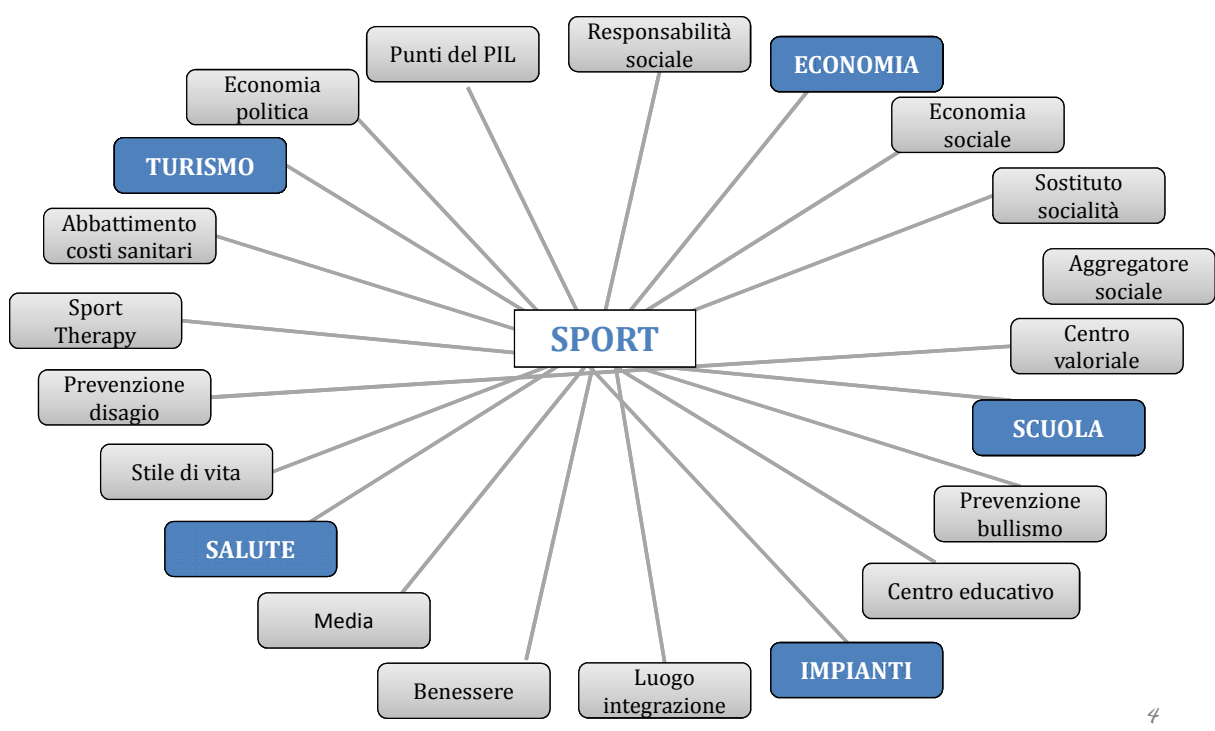 Responsabilità
sociale
Punti del PIL
ECONOMIA
Economia
politica
Economia
sociale
TURISMO
Sostituto
socialità
Abbattimento
costi sanitari
Aggregatore
sociale
Sport
Therapy
SPORT
Centro
valoriale
Prevenzione
disagio
SCUOLA
Stile di vita
Prevenzione
bullismo
SALUTE
Centro educativo
Media
IMPIANTI
Benessere
Luogo
integrazione
4